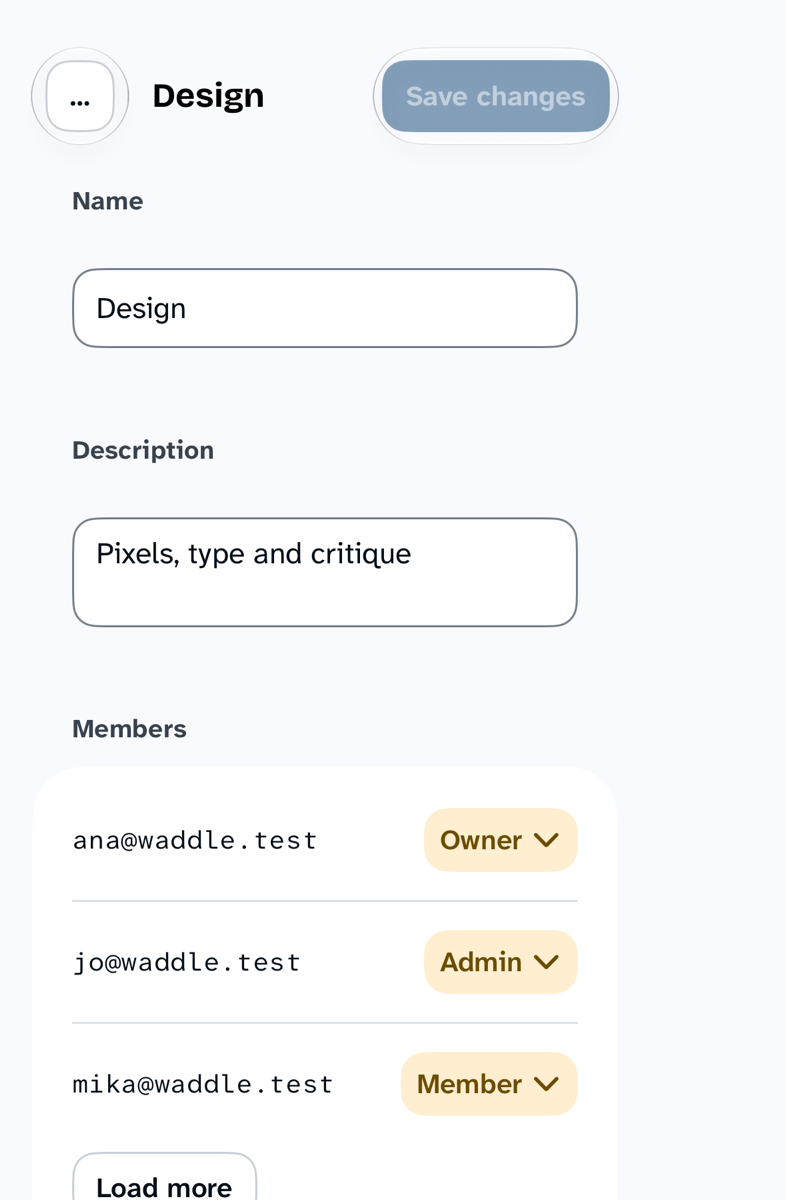 ... Design Save changes
Name
Design
Description
Pixels, type and critique
Members
ana@waddle.test Owner
jo@waddle.test Admin
mika@waddle.test Member
Load more